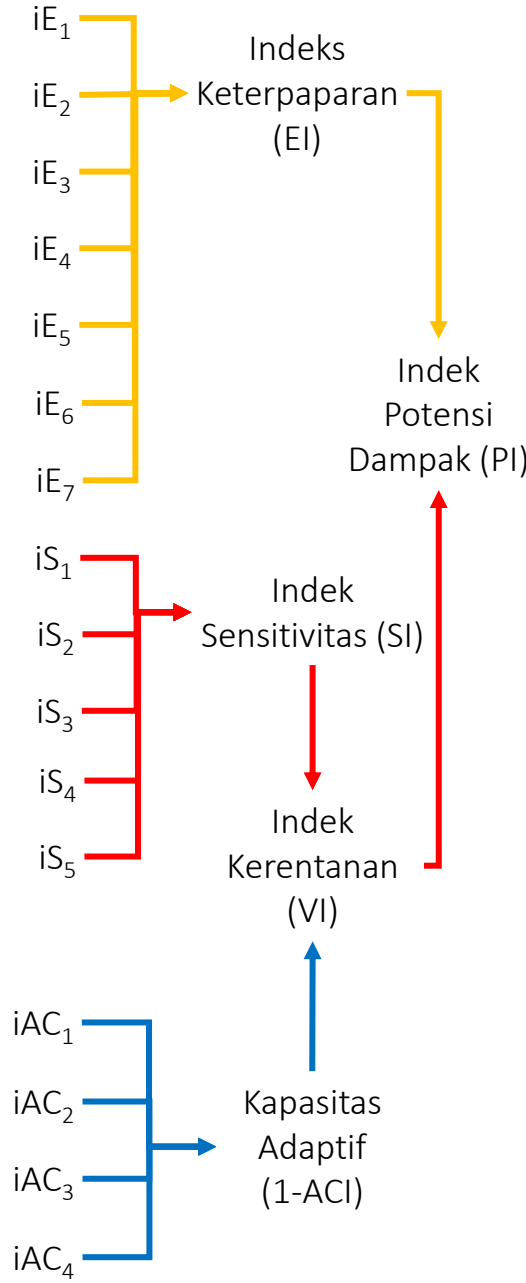 iE₁
iE₂
iE₃
iE₄
iE₅
iE₆
iE₇
Indeks
Keterpaparan
(EI)
Indek
Potensi
Dampak (PI)
iS₁
iS₂
iS₃
iS₄
iS₅
Indek
Sensitivitas (SI)
Indek
Kerentanan
(VI)
iAC₁
iAC₂
iAC₃
iAC₄
Kapasitas
Adaptif
(1-ACI)